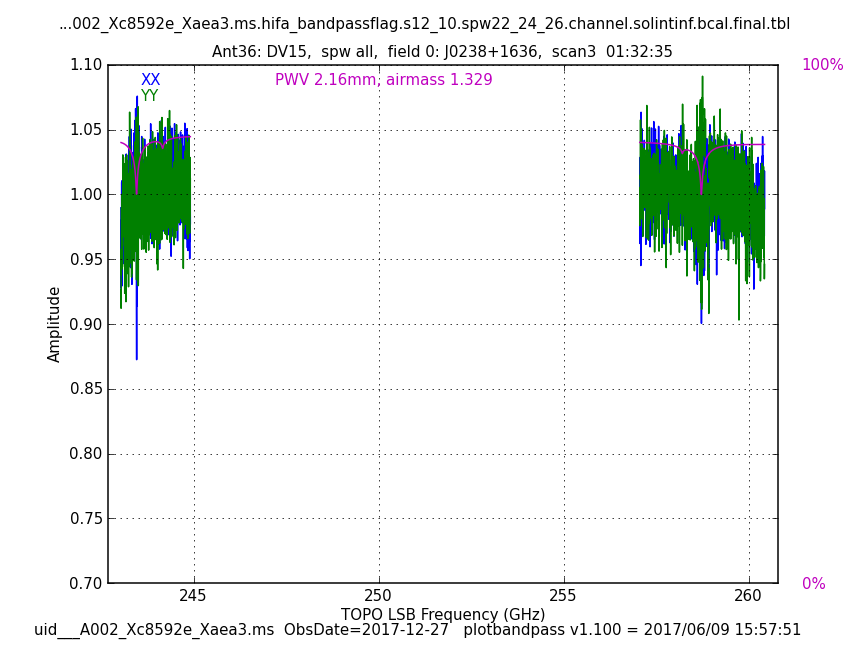 ...002_Xc8592e_Xaea3.ms.hifa_bandpassflag.s12_10.spw22_24_26.channel.solintinf.bcal.final.tbl
Ant36: DV15,  spw all,  field 0: J0238+1636,  scan3  01:32:35
1.10
XX
YY
PWV 2.16mm, airmass 1.329
100%
1.05
1.00
0.95
0.90
0.85
0.80
0.75
0.70
Amplitude
0%
245
250
255
260
TOPO LSB Frequency (GHz)
uid___A002_Xc8592e_Xaea3.ms  ObsDate=2017-12-27   plotbandpass v1.100 = 2017/06/09 15:57:51